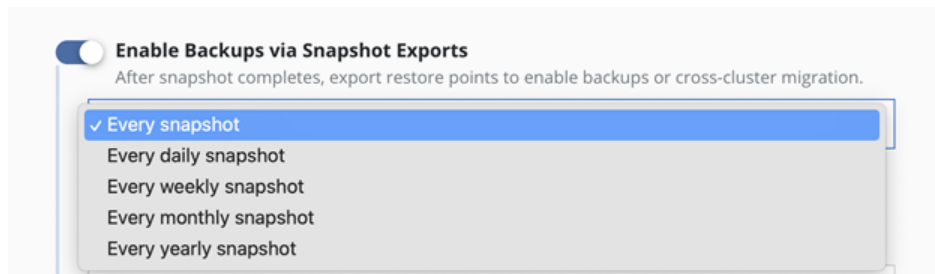 Enable Backups via Snapshot Exports
After snapshot completes, export restore points to enable backups or cross-cluster migration.
✓ Every snapshot
Every daily snapshot
Every weekly snapshot
Every monthly snapshot
Every yearly snapshot